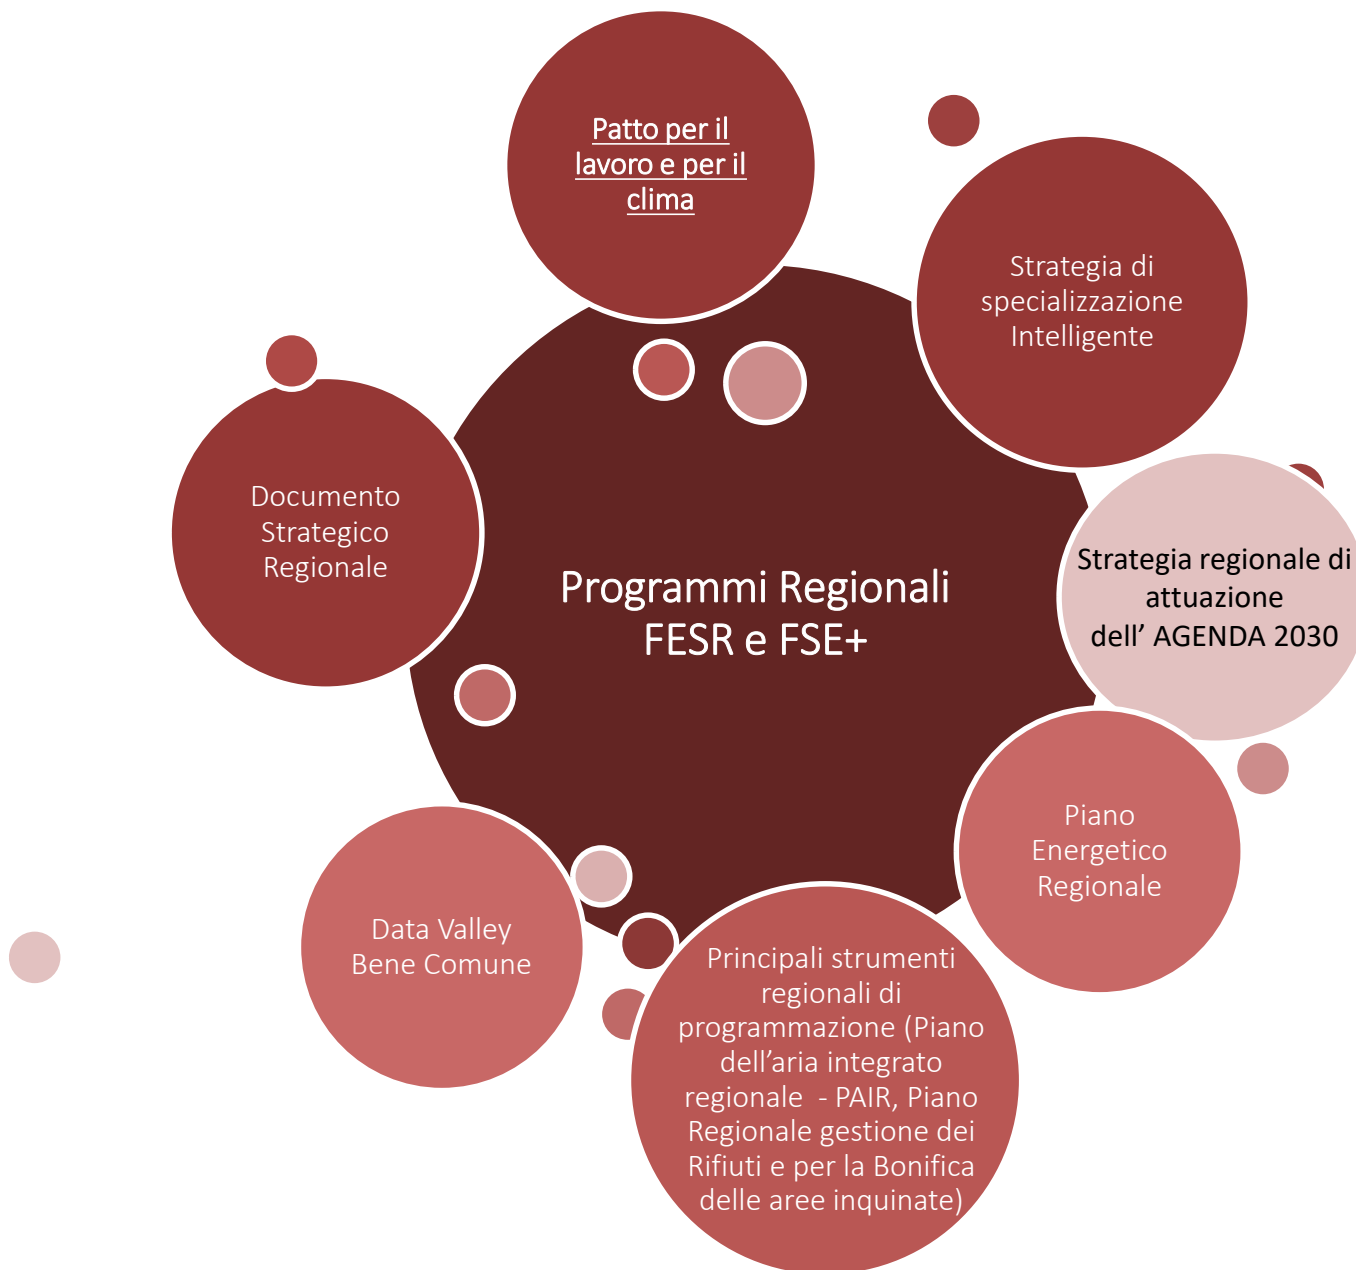 Patto per il
lavoro e per il
clima
Strategia di
specializzazione
Intelligente
Documento
Strategico
Regionale
Programmi Regionali
FESR e FSE+
Strategia regionale di
attuazione
dell’ AGENDA 2030
Piano
Energetico
Regionale
Data Valley
Bene Comune
Principali strumenti
regionali di
programmazione (Piano
dell’aria integrato
regionale  - PAIR, Piano
Regionale gestione dei
Rifiuti e per la Bonifica
delle aree inquinate)